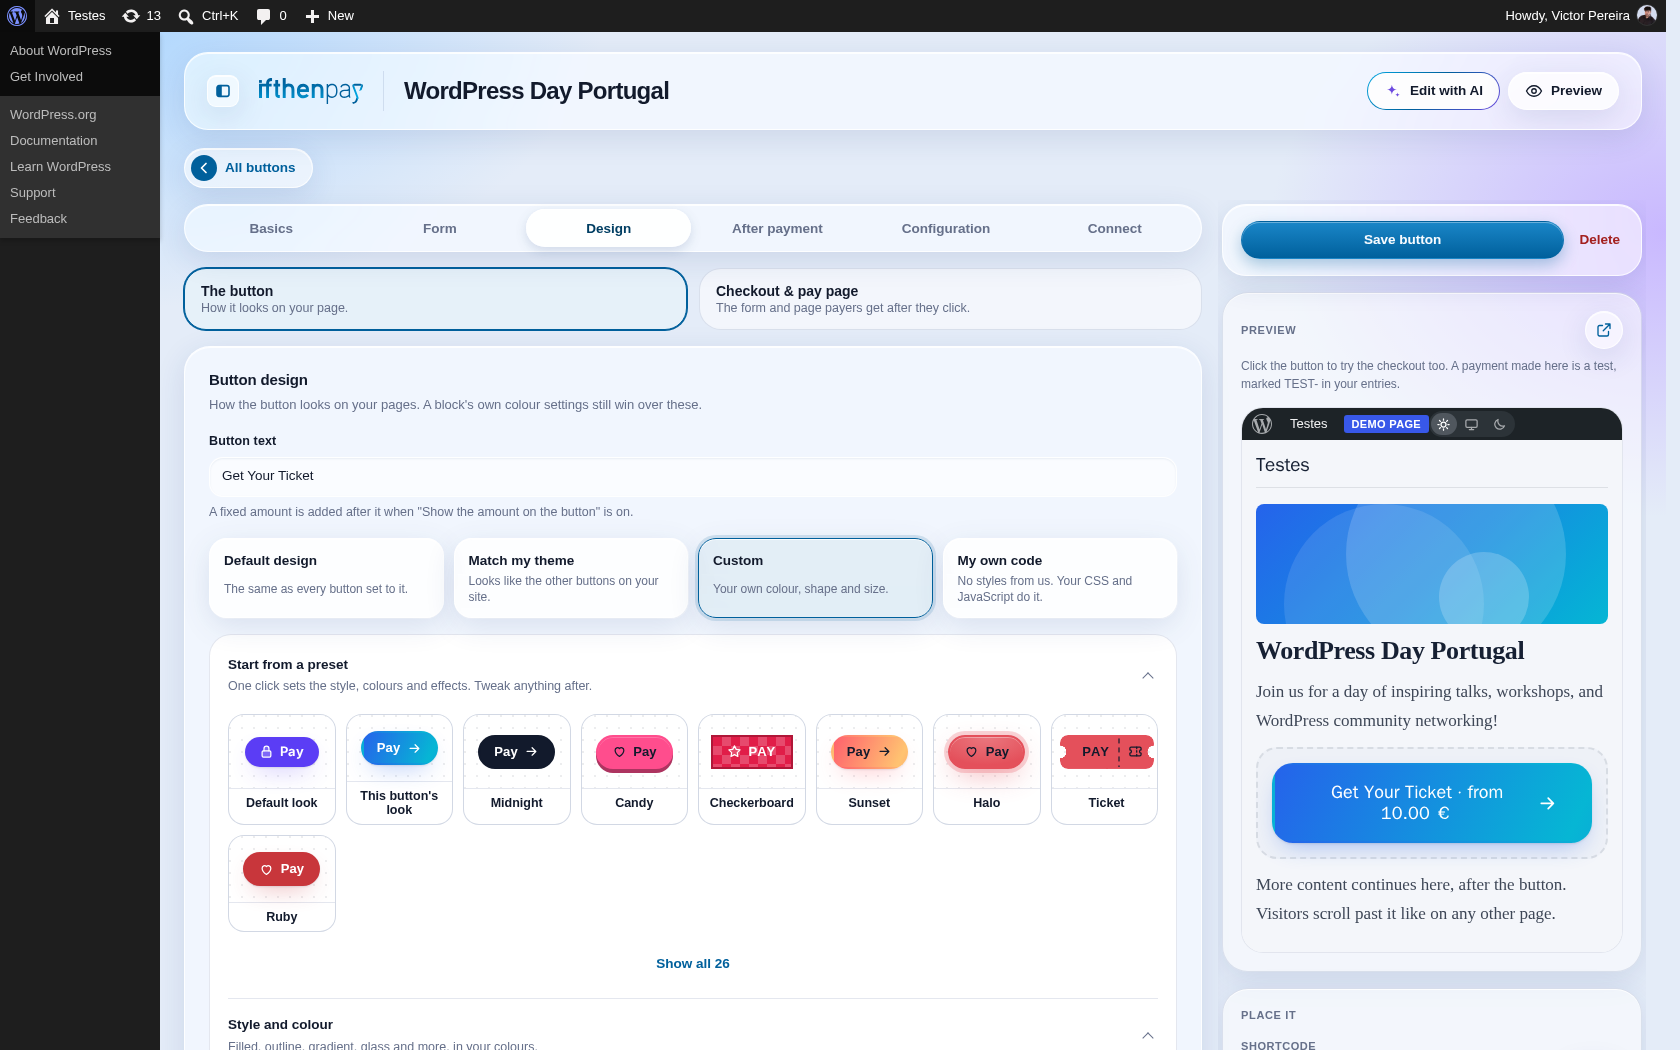 Testes
13
Ctrl+K
0
New
Howdy, Victor Pereira
About WordPress
Get Involved
WordPress.org
Documentation
Learn WordPress
Support
Feedback
ifthenpay
WordPress Day Portugal
Edit with AI
Preview
All buttons
Basics
Form
Design
After payment
Configuration
Connect
The button
How it looks on your page.
Checkout & pay page
The form and page payers get after they click.
Button design
How the button looks on your pages. A block's own colour settings still win over these.
Button text
Get Your Ticket
A fixed amount is added after it when "Show the amount on the button" is on.
Default design
The same as every button set to it.
Match my theme
Looks like the other buttons on your
site.
Custom
Your own colour, shape and size.
My own code
No styles from us. Your CSS and
JavaScript do it.
Start from a preset
One click sets the style, colours and effects. Tweak anything after.
Pay
Default look
Pay
This button's
look
Pay
Midnight
Pay
Candy
PAY
Checkerboard
Pay
Sunset
Pay
Halo
PAY
Ticket
Pay
Ruby
Show all 26
Style and colour
Filled, outline, gradient, glass and more, in your colours.
Save button
Delete
PREVIEW
Click the button to try the checkout too. A payment made here is a test,
marked TEST- in your entries.
Testes
DEMO PAGE
Testes
WordPress Day Portugal
Join us for a day of inspiring talks, workshops, and
WordPress community networking!
Get Your Ticket · from
10.00 €
More content continues here, after the button.
Visitors scroll past it like on any other page.
PLACE IT
SHORTCODE